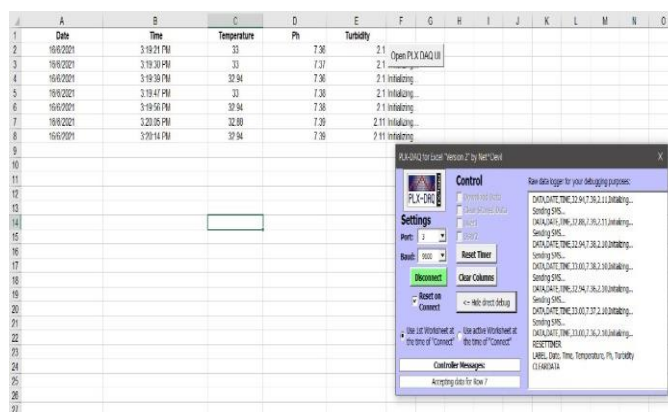 A B C D E F G H I J K L M N O
1 Date Time Temperature Ph Turbidity
2 16/6/2021 3:19:21 PM 33 7.36 2.1
3 16/6/2021 3:19:30 PM 33 7.37 2.1 Initializing...
4 16/6/2021 3:19:39 PM 32.94 7.36 2.1 Initializing...
5 16/6/2021 3:19:47 PM 33 7.38 2.1 Initializing...
6 16/6/2021 3:19:56 PM 32.94 7.38 2.1 Initializing...
7 16/6/2021 3:20:05 PM 32.88 7.39 2.11 Initializing...
8 16/6/2021 3:20:14 PM 32.94 7.39 2.11 Initializing...
9
10
11
12
13
14
15
16
17
18
19
20
21
22
23
24
25
26
27
Open PLX DAQ UI
PLX-DAQ for Excel "Version 2" by Net^Devil
X
PLX-DAQ
Control
Download Data
Clear Stored Data
User1
User2
Settings
Port: 3
Baud: 9600
Reset Timer
Disconnect
Clear Columns
Reset on
Connect
<= Hide direct debug
Use 1st Worksheet at
the time of "Connect"
Use active Worksheet at
the time of "Connect"
Controller Messages:
Accepting data for Row 7
Raw data logger for your debugging purposes:
DATA,DATE,TIME,32.94,7.39,2.11,Initializing...
Sending SMS...
DATA,DATE,TIME,32.88,7.39,2.11,Initializing...
Sending SMS...
DATA,DATE,TIME,32.94,7.38,2.10,Initializing...
Sending SMS...
DATA,DATE,TIME,33.00,7.38,2.10,Initializing...
Sending SMS...
DATA,DATE,TIME,32.94,7.36,2.10,Initializing...
Sending SMS...
DATA,DATE,TIME,33.00,7.37,2.10,Initializing...
Sending SMS...
DATA,DATE,TIME,33.00,7.36,2.10,Initializing...
RESETTIMER
LABEL, Date, Time, Temperature, Ph, Turbidity
CLEARDATA